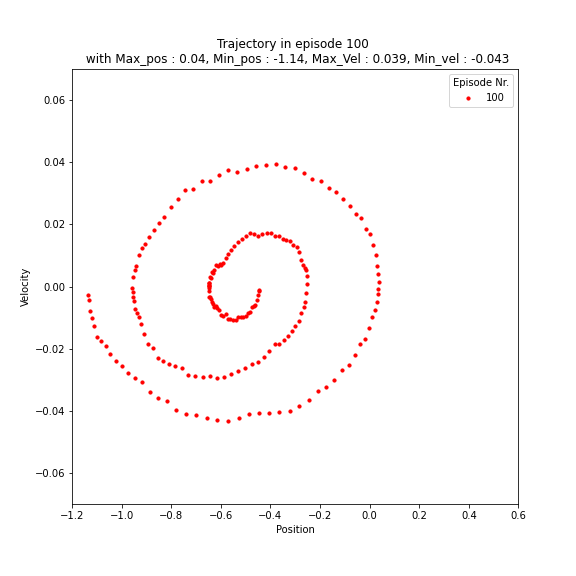 Trajectory in episode 100
with Max_pos : 0.04, Min_pos : -1.14, Max_Vel : 0.039, Min_vel : -0.043
Episode Nr.
100
0.06
0.04
0.02
0.00
−0.02
−0.04
−0.06
Velocity
−1.2 −1.0 −0.8 −0.6 −0.4 −0.2 0.0 0.2 0.4 0.6
Position